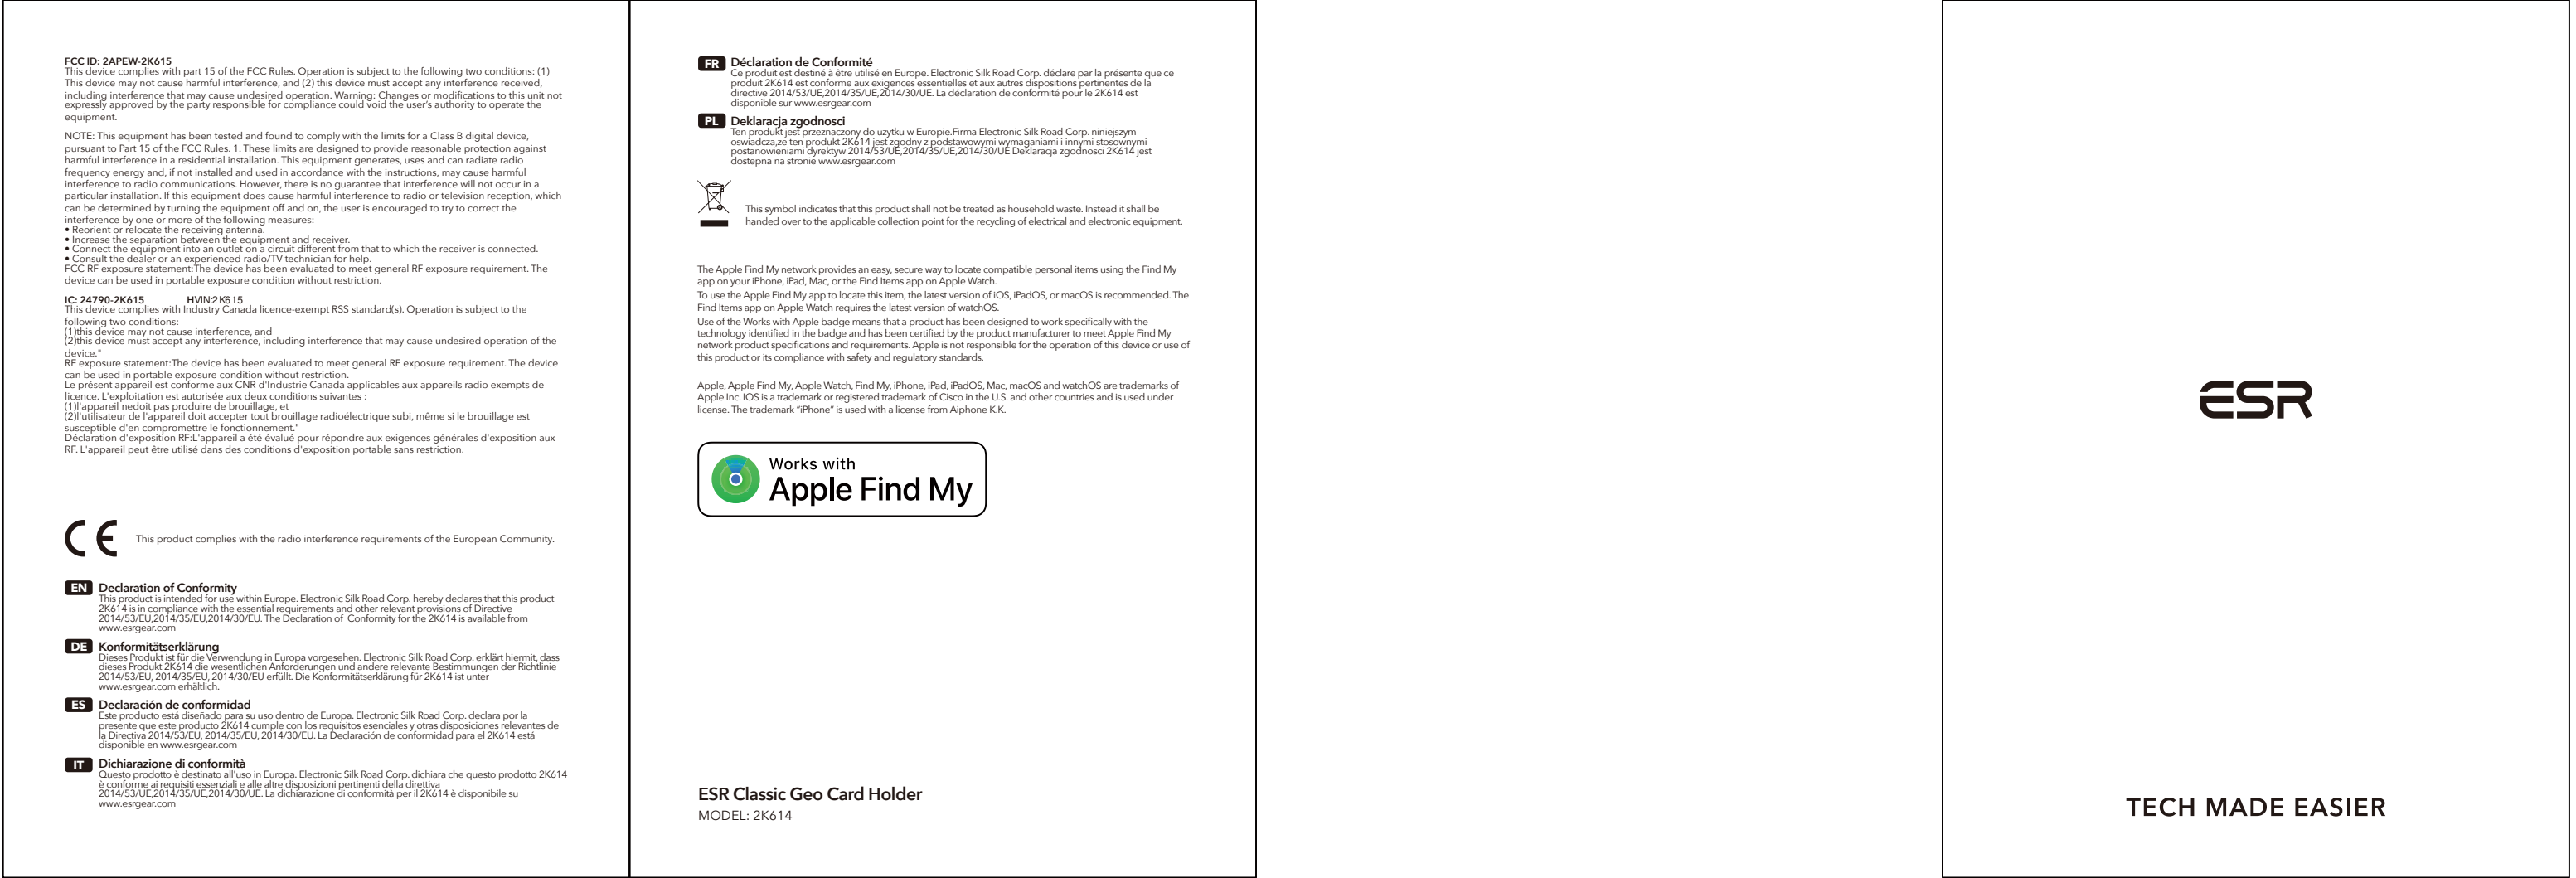 FCC ID: 2APEW-2K615
This device complies with part 15 of the FCC Rules. Operation is subject to the following two conditions: (1)
This device may not cause harmful interference, and (2) this device must accept any interference received,
including interference that may cause undesired operation. Warning: Changes or modifications to this unit not
expressly approved by the party responsible for compliance could void the user's authority to operate the
equipment.
NOTE: This equipment has been tested and found to comply with the limits for a Class B digital device,
pursuant to Part 15 of the FCC Rules. 1. These limits are designed to provide reasonable protection against
harmful interference in a residential installation. This equipment generates, uses and can radiate radio
frequency energy and, if not installed and used in accordance with the instructions, may cause harmful
interference to radio communications. However, there is no guarantee that interference will not occur in a
particular installation. If this equipment does cause harmful interference to radio or television reception, which
can be determined by turning the equipment off and on, the user is encouraged to try to correct the
interference by one or more of the following measures:
• Reorient or relocate the receiving antenna.
• Increase the separation between the equipment and receiver.
• Connect the equipment into an outlet on a circuit different from that to which the receiver is connected.
• Consult the dealer or an experienced radio/TV technician for help.
FCC RF exposure statement:The device has been evaluated to meet general RF exposure requirement. The
device can be used in portable exposure condition without restriction.
IC: 24790-2K615 HVIN:2K615
This device complies with Industry Canada licence-exempt RSS standard(s). Operation is subject to the
following two conditions:
(1)this device may not cause interference, and
(2)this device must accept any interference, including interference that may cause undesired operation of the
device."
RF exposure statement:The device has been evaluated to meet general RF exposure requirement. The device
can be used in portable exposure condition without restriction.
Le présent appareil est conforme aux CNR d'Industrie Canada applicables aux appareils radio exempts de
licence. L'exploitation est autorisée aux deux conditions suivantes :
(1)l'appareil nedoit pas produire de brouillage, et
(2)l'utilisateur de l'appareil doit accepter tout brouillage radioélectrique subi, même si le brouillage est
susceptible d'en compromettre le fonctionnement."
Déclaration d'exposition RF:L'appareil a été évalué pour répondre aux exigences générales d'exposition aux
RF. L'appareil peut être utilisé dans des conditions d'exposition portable sans restriction.
CE This product complies with the radio interference requirements of the European Community.
EN Declaration of Conformity
This product is intended for use within Europe. Electronic Silk Road Corp. hereby declares that this product
2K614 is in compliance with the essential requirements and other relevant provisions of Directive
2014/53/EU,2014/35/EU,2014/30/EU. The Declaration of Conformity for the 2K614 is available from
www.esrgear.com
DE Konformitätserklärung
Dieses Produkt ist für die Verwendung in Europa vorgesehen. Electronic Silk Road Corp. erklärt hiermit, dass
dieses Produkt 2K614 die wesentlichen Anforderungen und andere relevante Bestimmungen der Richtlinie
2014/53/EU, 2014/35/EU, 2014/30/EU erfüllt. Die Konformitätserklärung für 2K614 ist unter
www.esrgear.com erhältlich.
ES Declaración de conformidad
Este producto está diseñado para su uso dentro de Europa. Electronic Silk Road Corp. declara por la
presente que este producto 2K614 cumple con los requisitos esenciales y otras disposiciones relevantes de
la Directiva 2014/53/EU, 2014/35/EU, 2014/30/EU. La Declaración de conformidad para el 2K614 está
disponible en www.esrgear.com
IT Dichiarazione di conformità
Questo prodotto è destinato all'uso in Europa. Electronic Silk Road Corp. dichiara che questo prodotto 2K614
è conforme ai requisiti essenziali e alle altre disposizioni pertinenti della direttiva
2014/53/UE,2014/35/UE,2014/30/UE. La dichiarazione di conformità per il 2K614 è disponibile su
www.esrgear.com
FR Déclaration de Conformité
Ce produit est destiné à être utilisé en Europe. Electronic Silk Road Corp. déclare par la présente que ce
produit 2K614 est conforme aux exigences essentielles et aux autres dispositions pertinentes de la
directive 2014/53/UE,2014/35/UE,2014/30/UE. La déclaration de conformité pour le 2K614 est
disponible sur www.esrgear.com
PL Deklaracja zgodnosci
Ten produkt jest przeznaczony do uzytku w Europie.Firma Electronic Silk Road Corp. niniejszym
oswiadcza,ze ten produkt 2K614 jest zgodny z podstawowymi wymaganiami i innymi stosownymi
postanowieniami dyrektyw 2014/53/UE,2014/35/UE,2014/30/UE Deklaracja zgodnosci 2K614 jest
dostepna na stronie www.esrgear.com
This symbol indicates that this product shall not be treated as household waste. Instead it shall be
handed over to the applicable collection point for the recycling of electrical and electronic equipment.
The Apple Find My network provides an easy, secure way to locate compatible personal items using the Find My
app on your iPhone, iPad, Mac, or the Find Items app on Apple Watch.
To use the Apple Find My app to locate this item, the latest version of iOS, iPadOS, or macOS is recommended. The
Find Items app on Apple Watch requires the latest version of watchOS.
Use of the Works with Apple badge means that a product has been designed to work specifically with the
technology identified in the badge and has been certified by the product manufacturer to meet Apple Find My
network product specifications and requirements. Apple is not responsible for the operation of this device or use of
this product or its compliance with safety and regulatory standards.
Apple, Apple Find My, Apple Watch, Find My, iPhone, iPad, iPadOS, Mac, macOS and watchOS are trademarks of
Apple Inc. IOS is a trademark or registered trademark of Cisco in the U.S. and other countries and is used under
license. The trademark “iPhone” is used with a license from Aiphone K.K.
Works with
Apple Find My
ESR Classic Geo Card Holder
MODEL: 2K614
ESR
TECH MADE EASIER